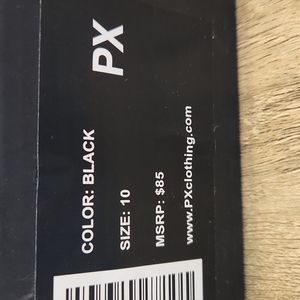 PX
COLOR: BLACK
SIZE: 10
MSRP: $85
www.PXclothing.com